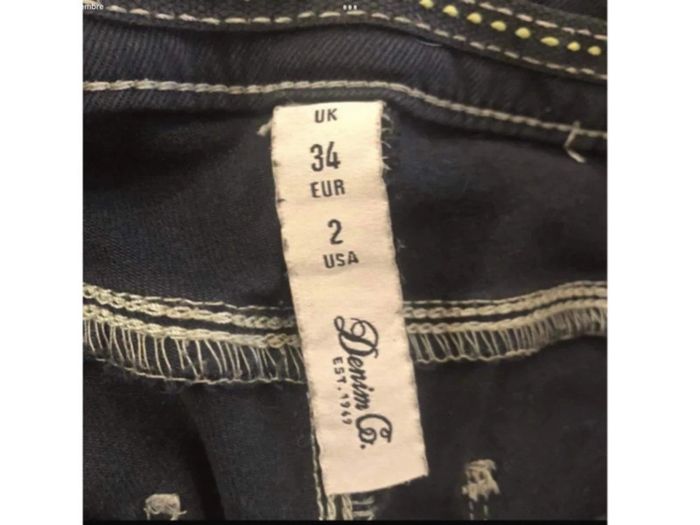 UK
34
EUR
2
USA
Denim Co.
EST. 1969